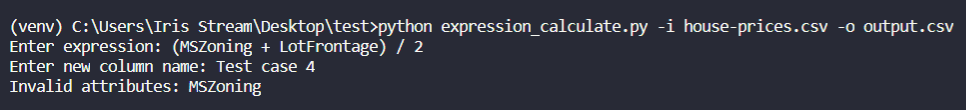 (venv) C:\Users\Iris Stream\Desktop\test>python expression_calculate.py -i house-prices.csv -o output.csv
Enter expression: (MSZoning + LotFrontage) / 2
Enter new column name: Test case 4
Invalid attributes: MSZoning